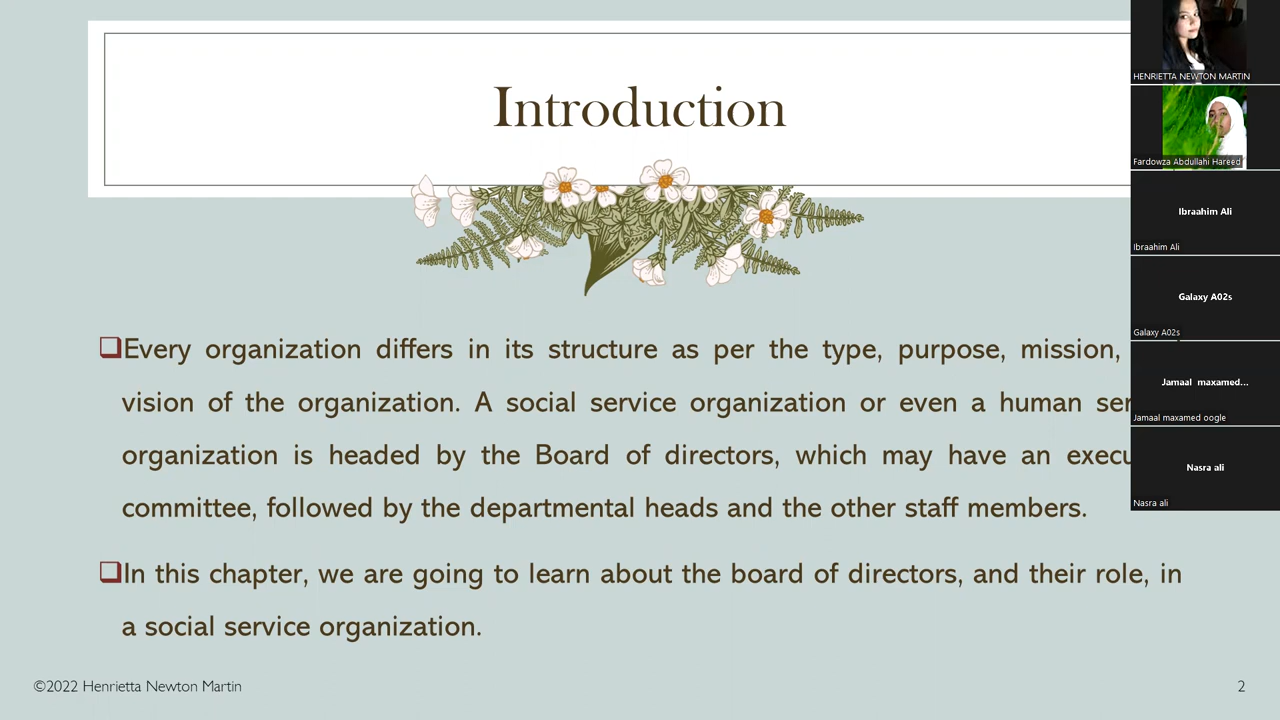 Introduction
Every organization differs in its structure as per the type, purpose, mission,
vision of the organization. A social service organization or even a human
organization is headed by the Board of directors, which may have an
committee, followed by the departmental heads and the other staff members.
In this chapter, we are going to learn about the board of directors, and their role, in
a social service organization.
©2022 Henrietta Newton Martin
2
HENRIETTA NEWTON MARTIN
Fardowza Abdullahi Hareed
Ibraahim Ali
Ibraahim Ali
Galaxy A02s
Galaxy A02s
Jamaal maxamed...
Jamaal maxamed oogle
Nasra ali
Nasra ali